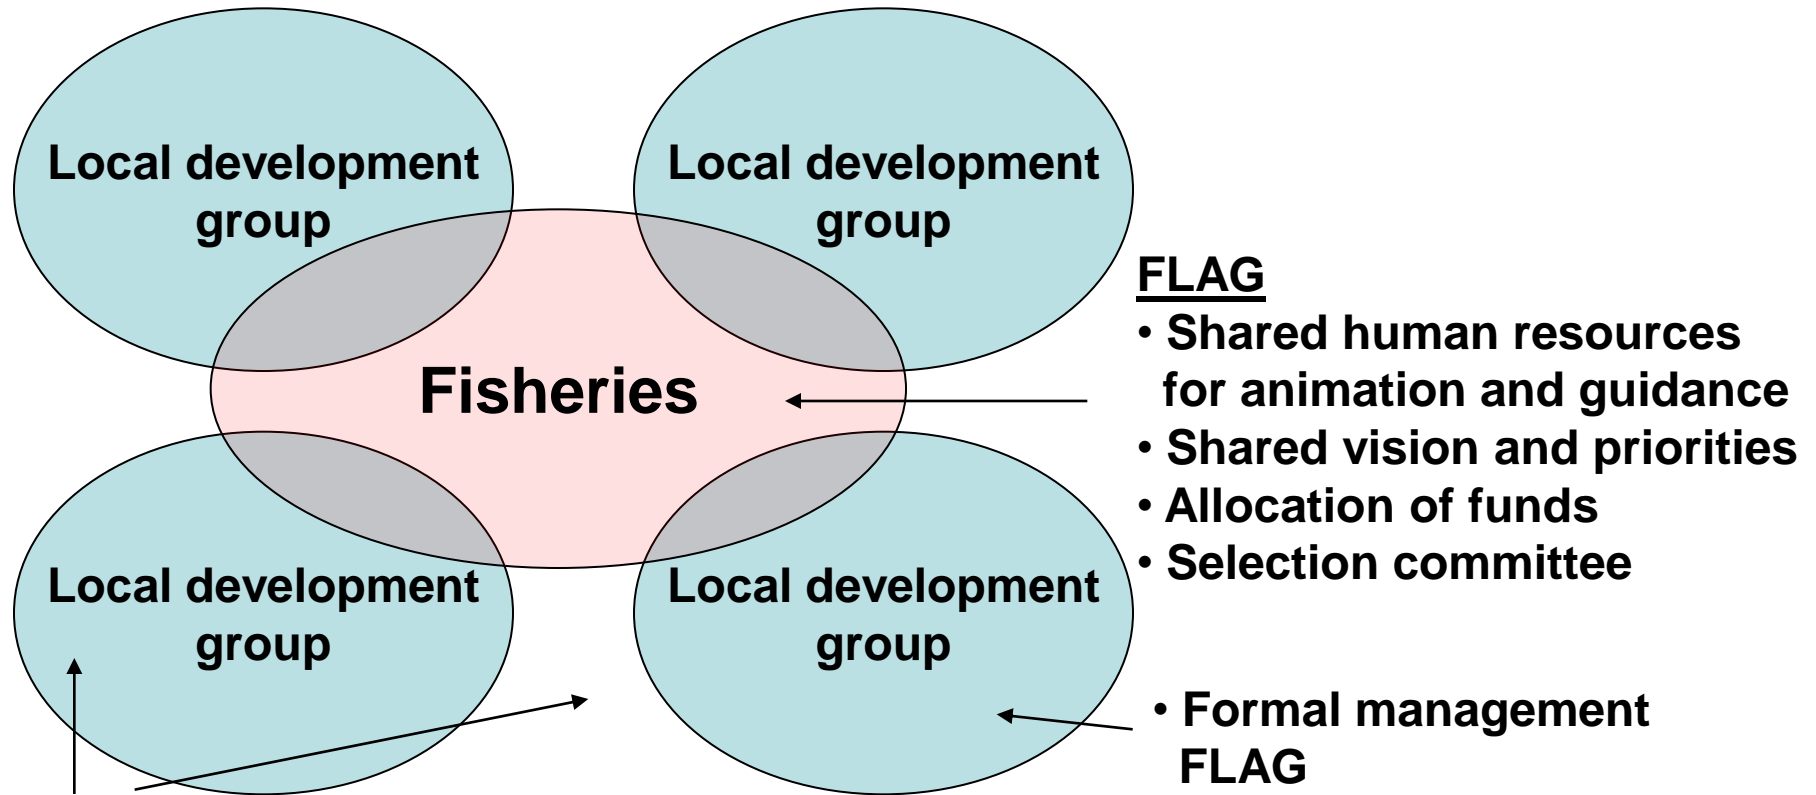 Local development
group
Local development
group
Fisheries
Local development
group
Local development
group
FLAG
• Shared human resources
for animation and guidance
• Shared vision and priorities
• Allocation of funds
• Selection committee
• Formal management
FLAG